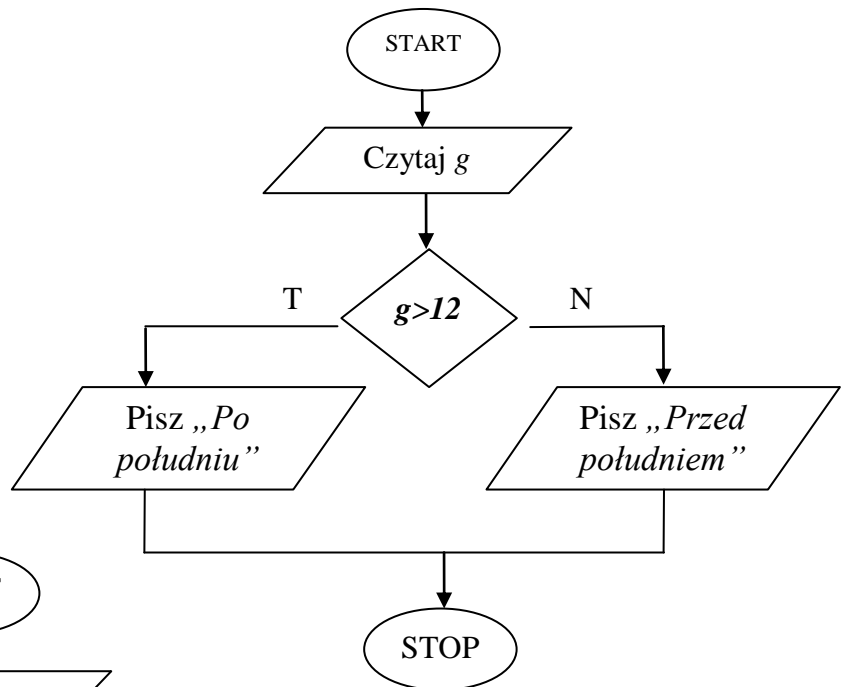 START
Czytaj g
T
g>12
N
Pisz „Po
południu”
Pisz „Przed
południem”
STOP